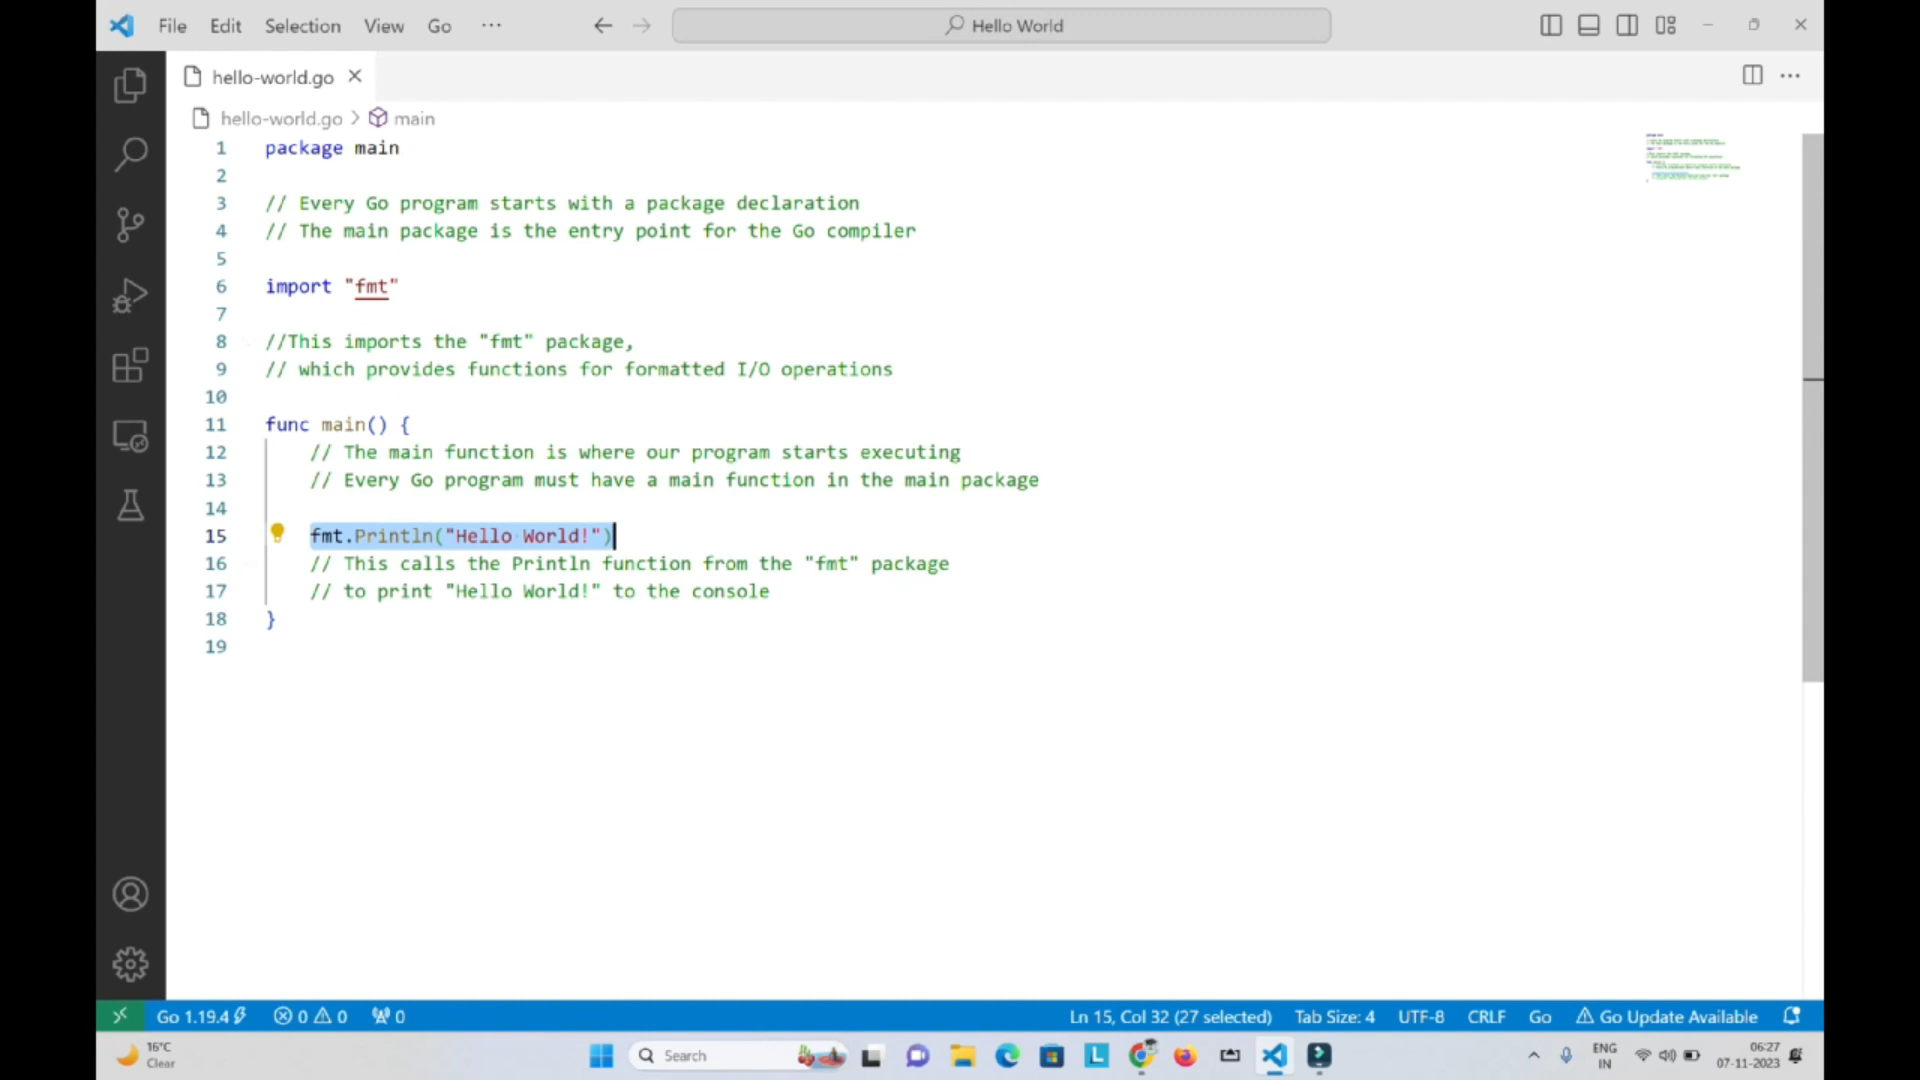 File Edit Selection View Go ··· Hello World
hello-world.go
hello-world.go > main
1 package main
2
3 // Every Go program starts with a package declaration
4 // The main package is the entry point for the Go compiler
5
6 import "fmt"
7
8 //This imports the "fmt" package,
9 // which provides functions for formatted I/O operations
10
11 func main() {
12 // The main function is where our program starts executing
13 // Every Go program must have a main function in the main package
14
15 fmt.Println("Hello World!")
16 // This calls the Println function from the "fmt" package
17 // to print "Hello World!" to the console
18 }
19
Go 1.19.4 0 0 0 Ln 15, Col 32 (27 selected) Tab Size: 4 UTF-8 CRLF Go Go Update Available
16°C
Clear
Search
L
ENG
IN
06:27
07-11-2023